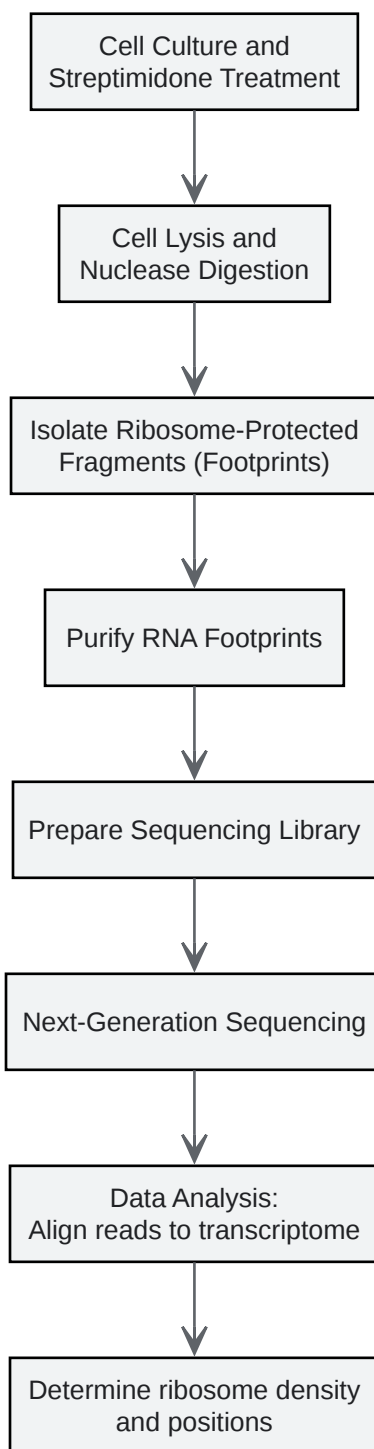 Cell Culture and
Streptimidone Treatment
Cell Lysis and
Nuclease Digestion
Isolate Ribosome-Protected
Fragments (Footprints)
Purify RNA Footprints
Prepare Sequencing Library
Next-Generation Sequencing
Data Analysis:
Align reads to transcriptome
Determine ribosome density
and positions